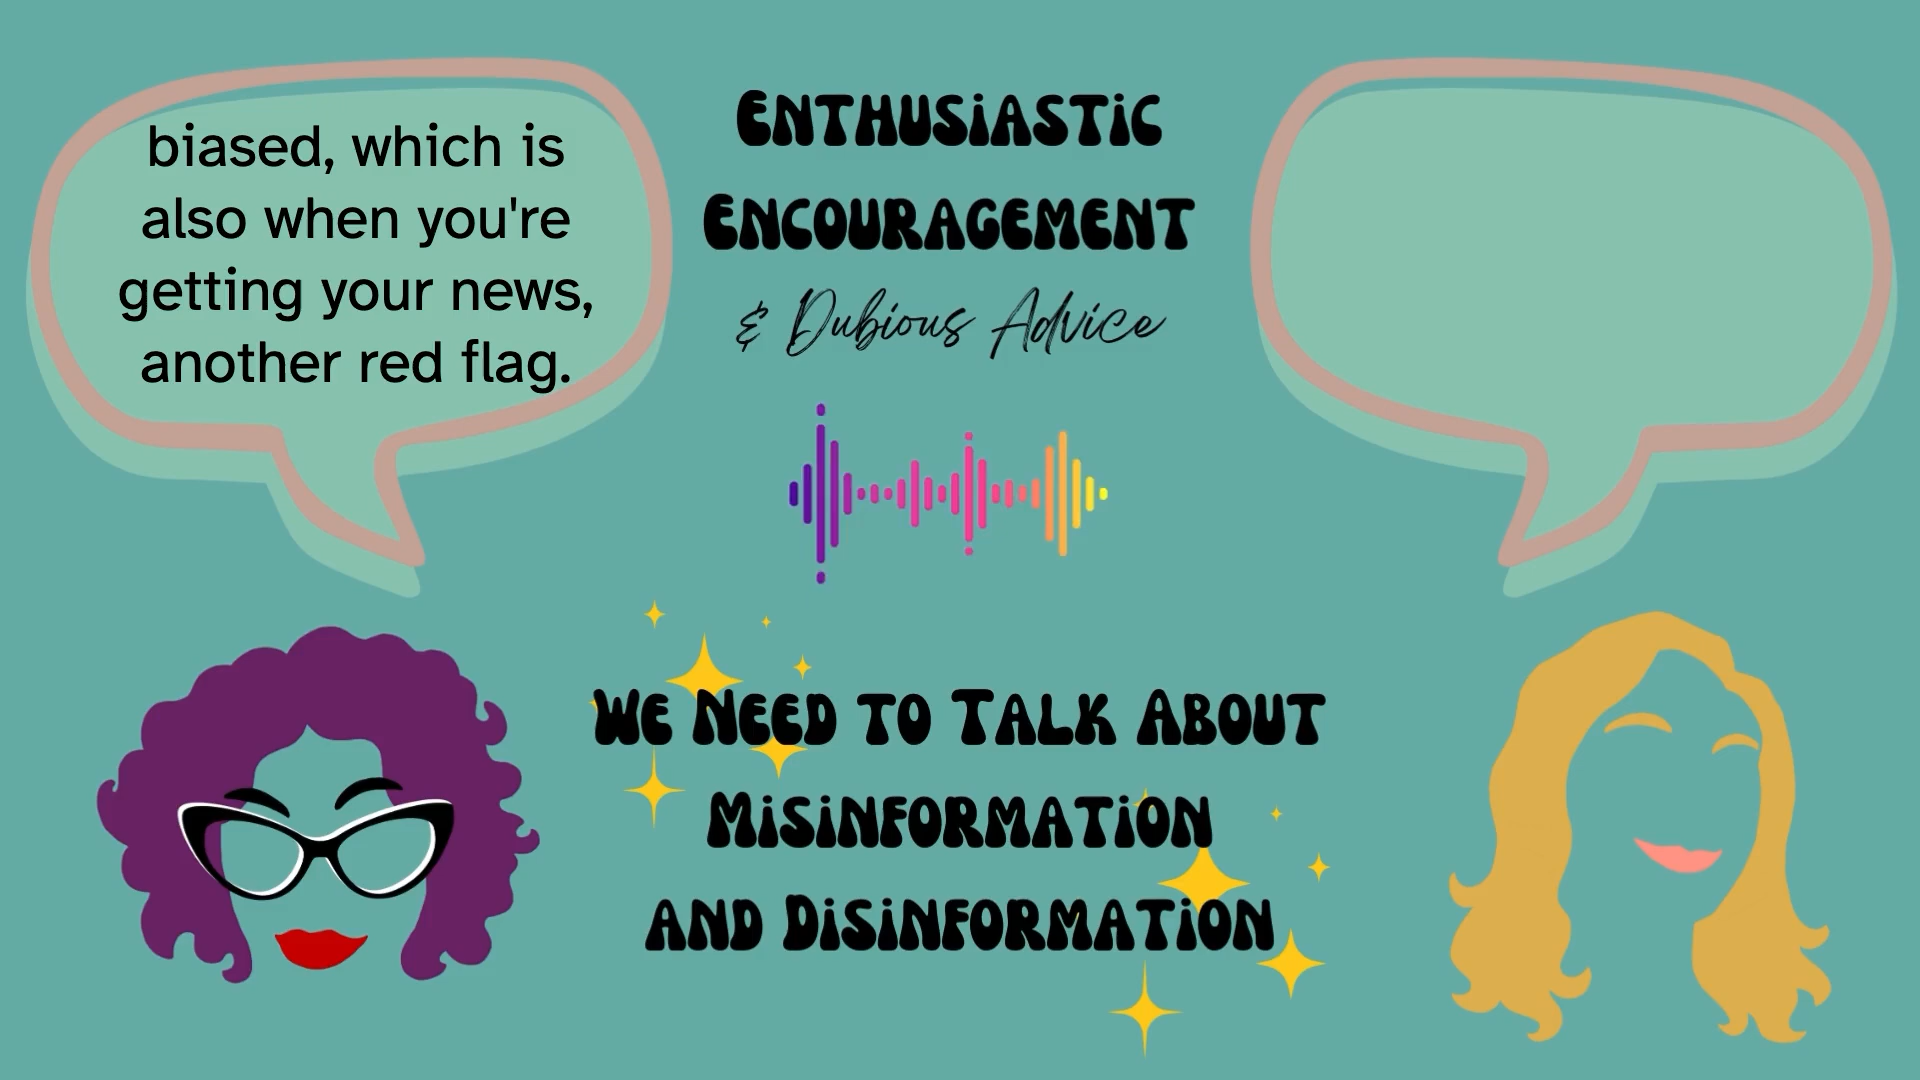 biased, which is
also when you're
getting your news,
another red flag.
Enthusiastic
Encouragement
& Dubious Advice
We Need to Talk About
Misinformation
and Disinformation